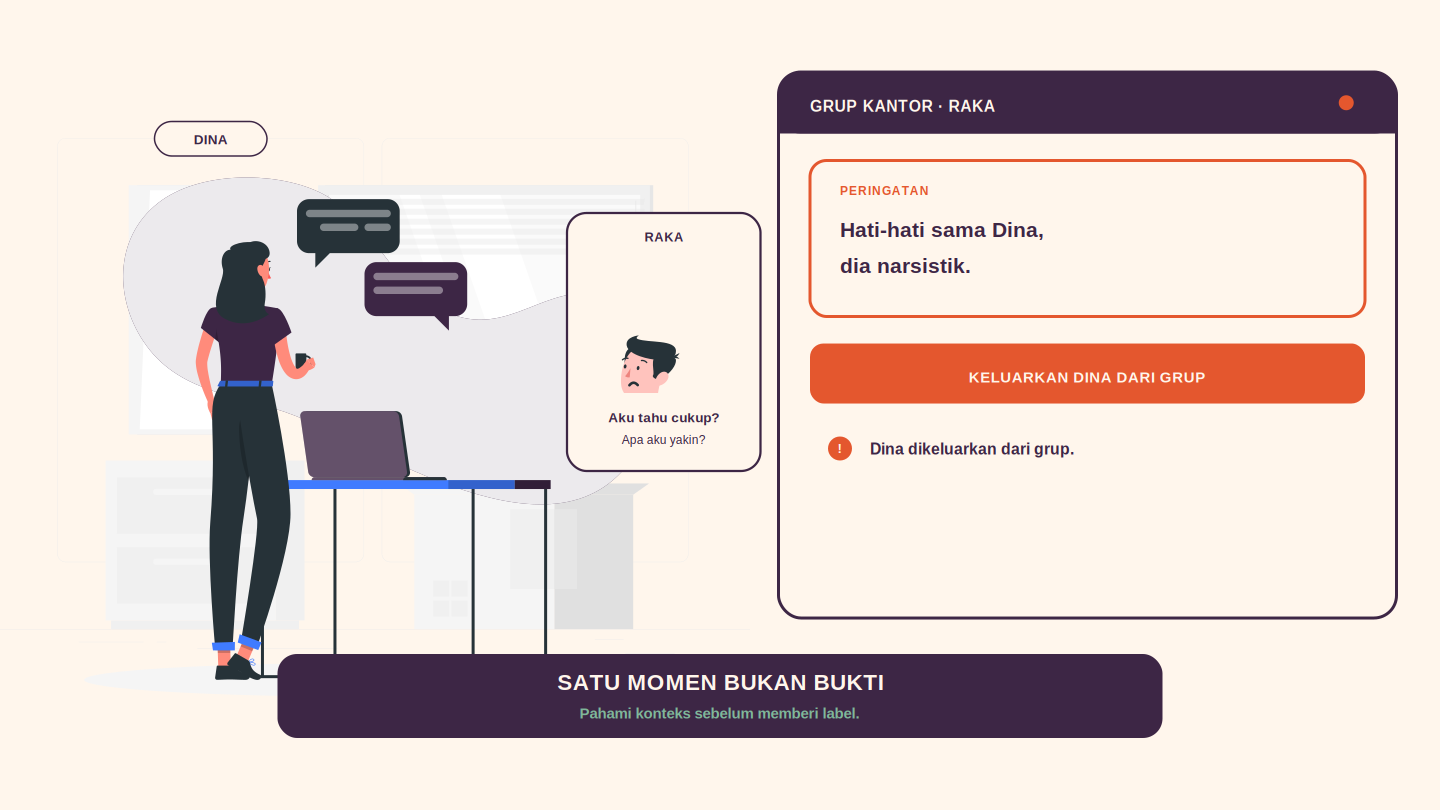 DINA
RAKA
Aku tahu cukup?
Apa aku yakin?
GRUP KANTOR · RAKA
PERINGATAN
Hati-hati sama Dina,
dia narsistik.
KELUARKAN DINA DARI GRUP
!
Dina dikeluarkan dari grup.
SATU MOMEN BUKAN BUKTI
Pahami konteks sebelum memberi label.